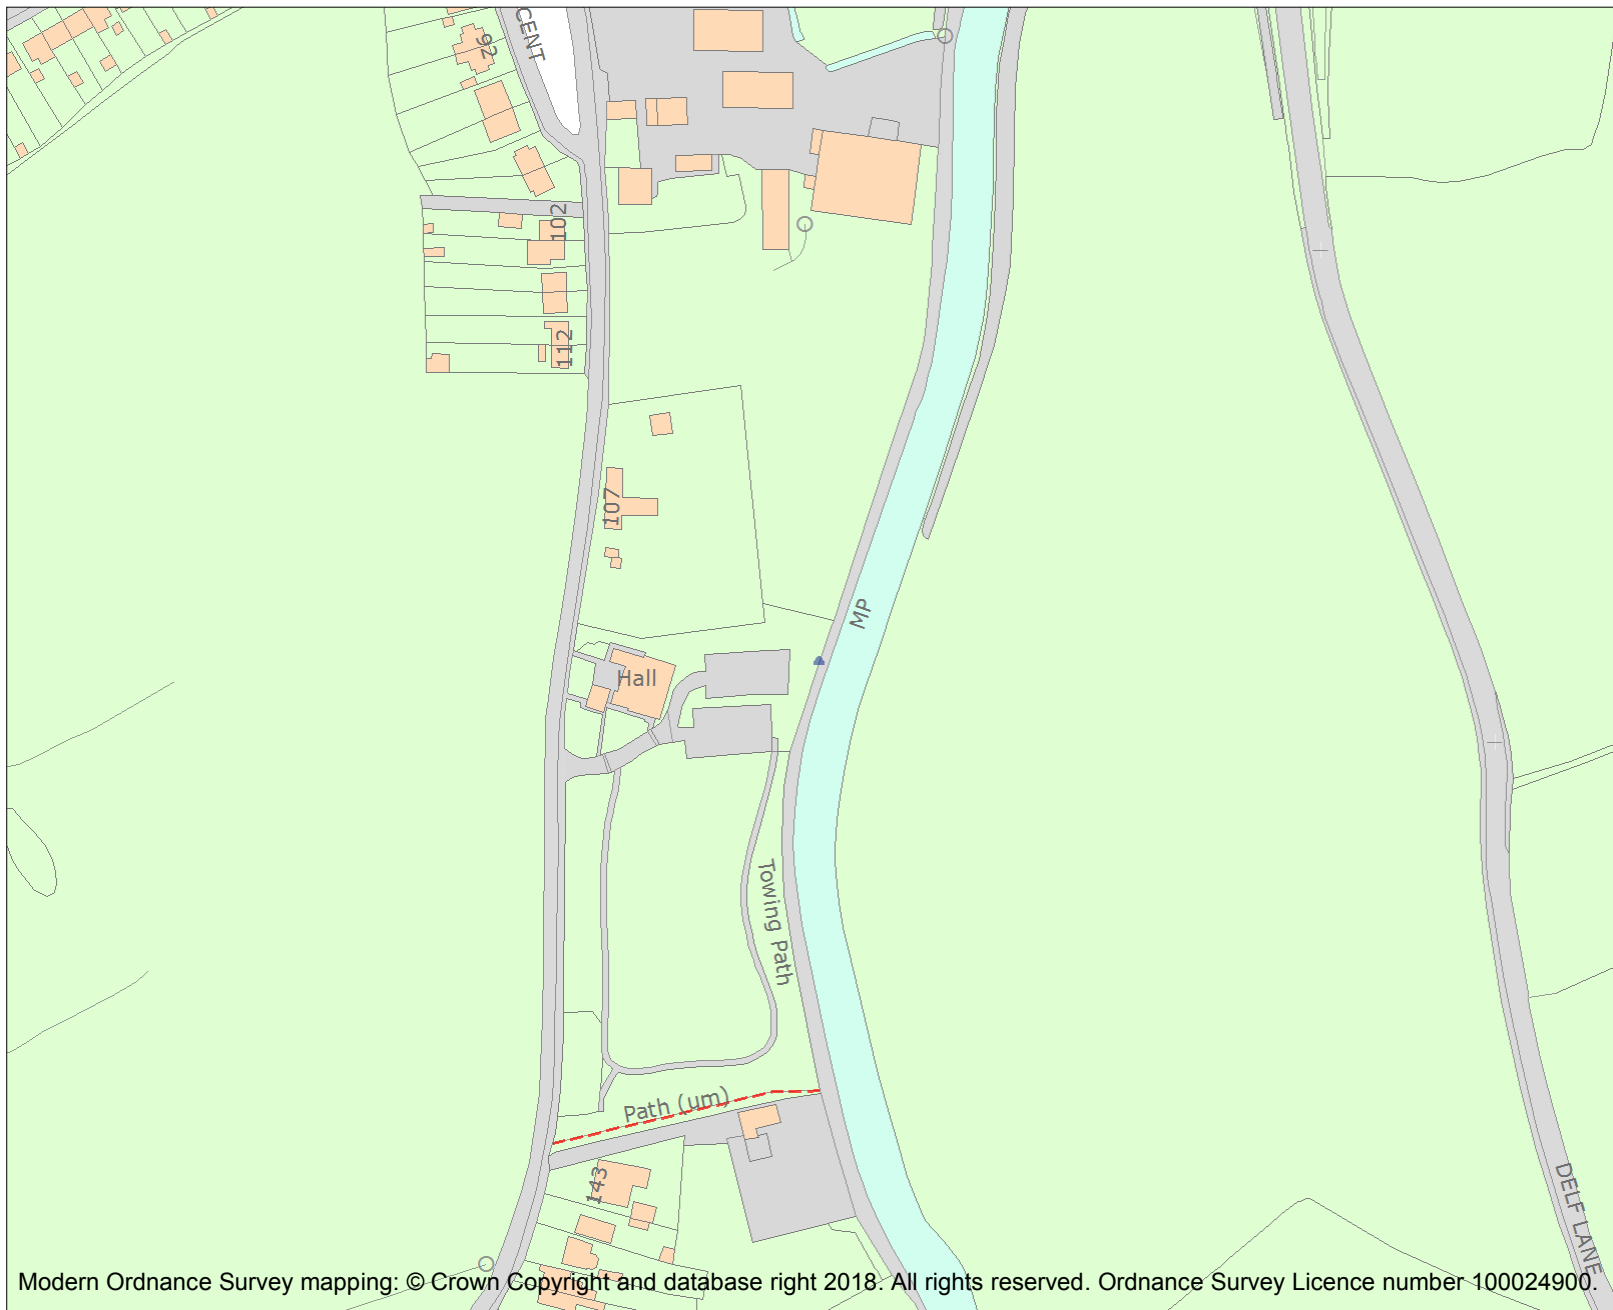 CENT
92
102
112
107
MP
Hall
Towing Path
Path (um)
143
DELF LANE
Modern Ordnance Survey mapping: © Crown Copyright and database right 2018. All rights reserved. Ordnance Survey Licence number 100024900.